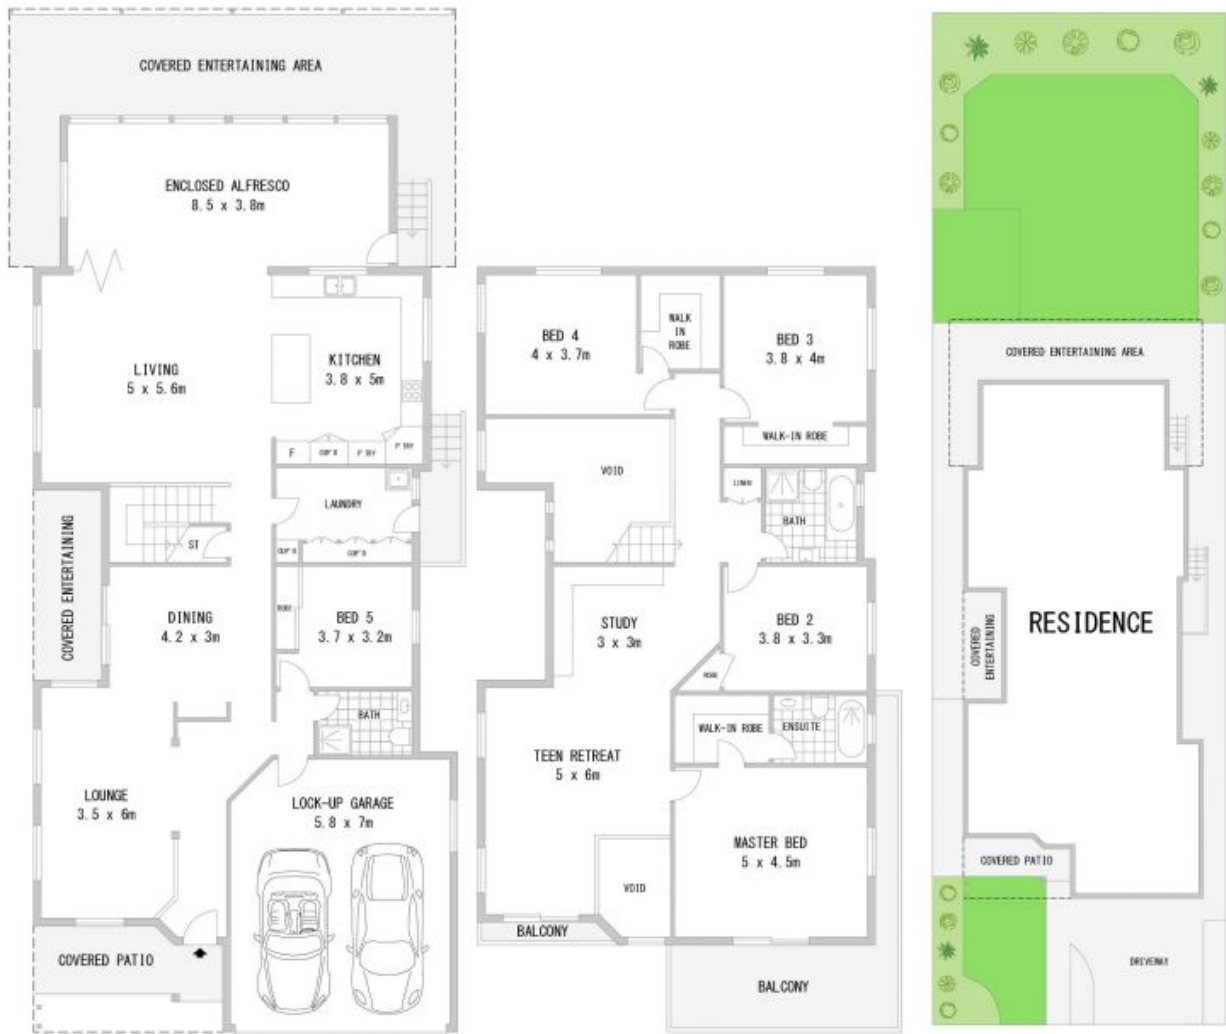 COVERED ENTERTAINING AREA
ENCLOSED ALFRESCO
8.5 x 3.8m
LIVING
5 x 5.6m
KITCHEN
3.8 x 5m
F
CUP'D
P'TRY
P'TRY
LAUNDRY
COVERED ENTERTAINING
ST
CUP'D
CUP'D
DINING
4.2 x 3m
ROBE
BED 5
3.7 x 3.2m
BATH
LOUNGE
3.5 x 6m
LOCK-UP GARAGE
5.8 x 7m
COVERED PATIO
BED 4
4 x 3.7m
WALK
IN
ROBE
BED 3
3.8 x 4m
WALK-IN ROBE
VOID
LINEN
BATH
STUDY
3 x 3m
BED 2
3.8 x 3.3m
ROBE
WALK-IN ROBE
ENSUITE
TEEN RETREAT
5 x 6m
MASTER BED
5 x 4.5m
VOID
BALCONY
BALCONY
COVERED ENTERTAINING AREA
RESIDENCE
COVERED
ENTERTAINING
COVERED PATIO
DRIVEWAY